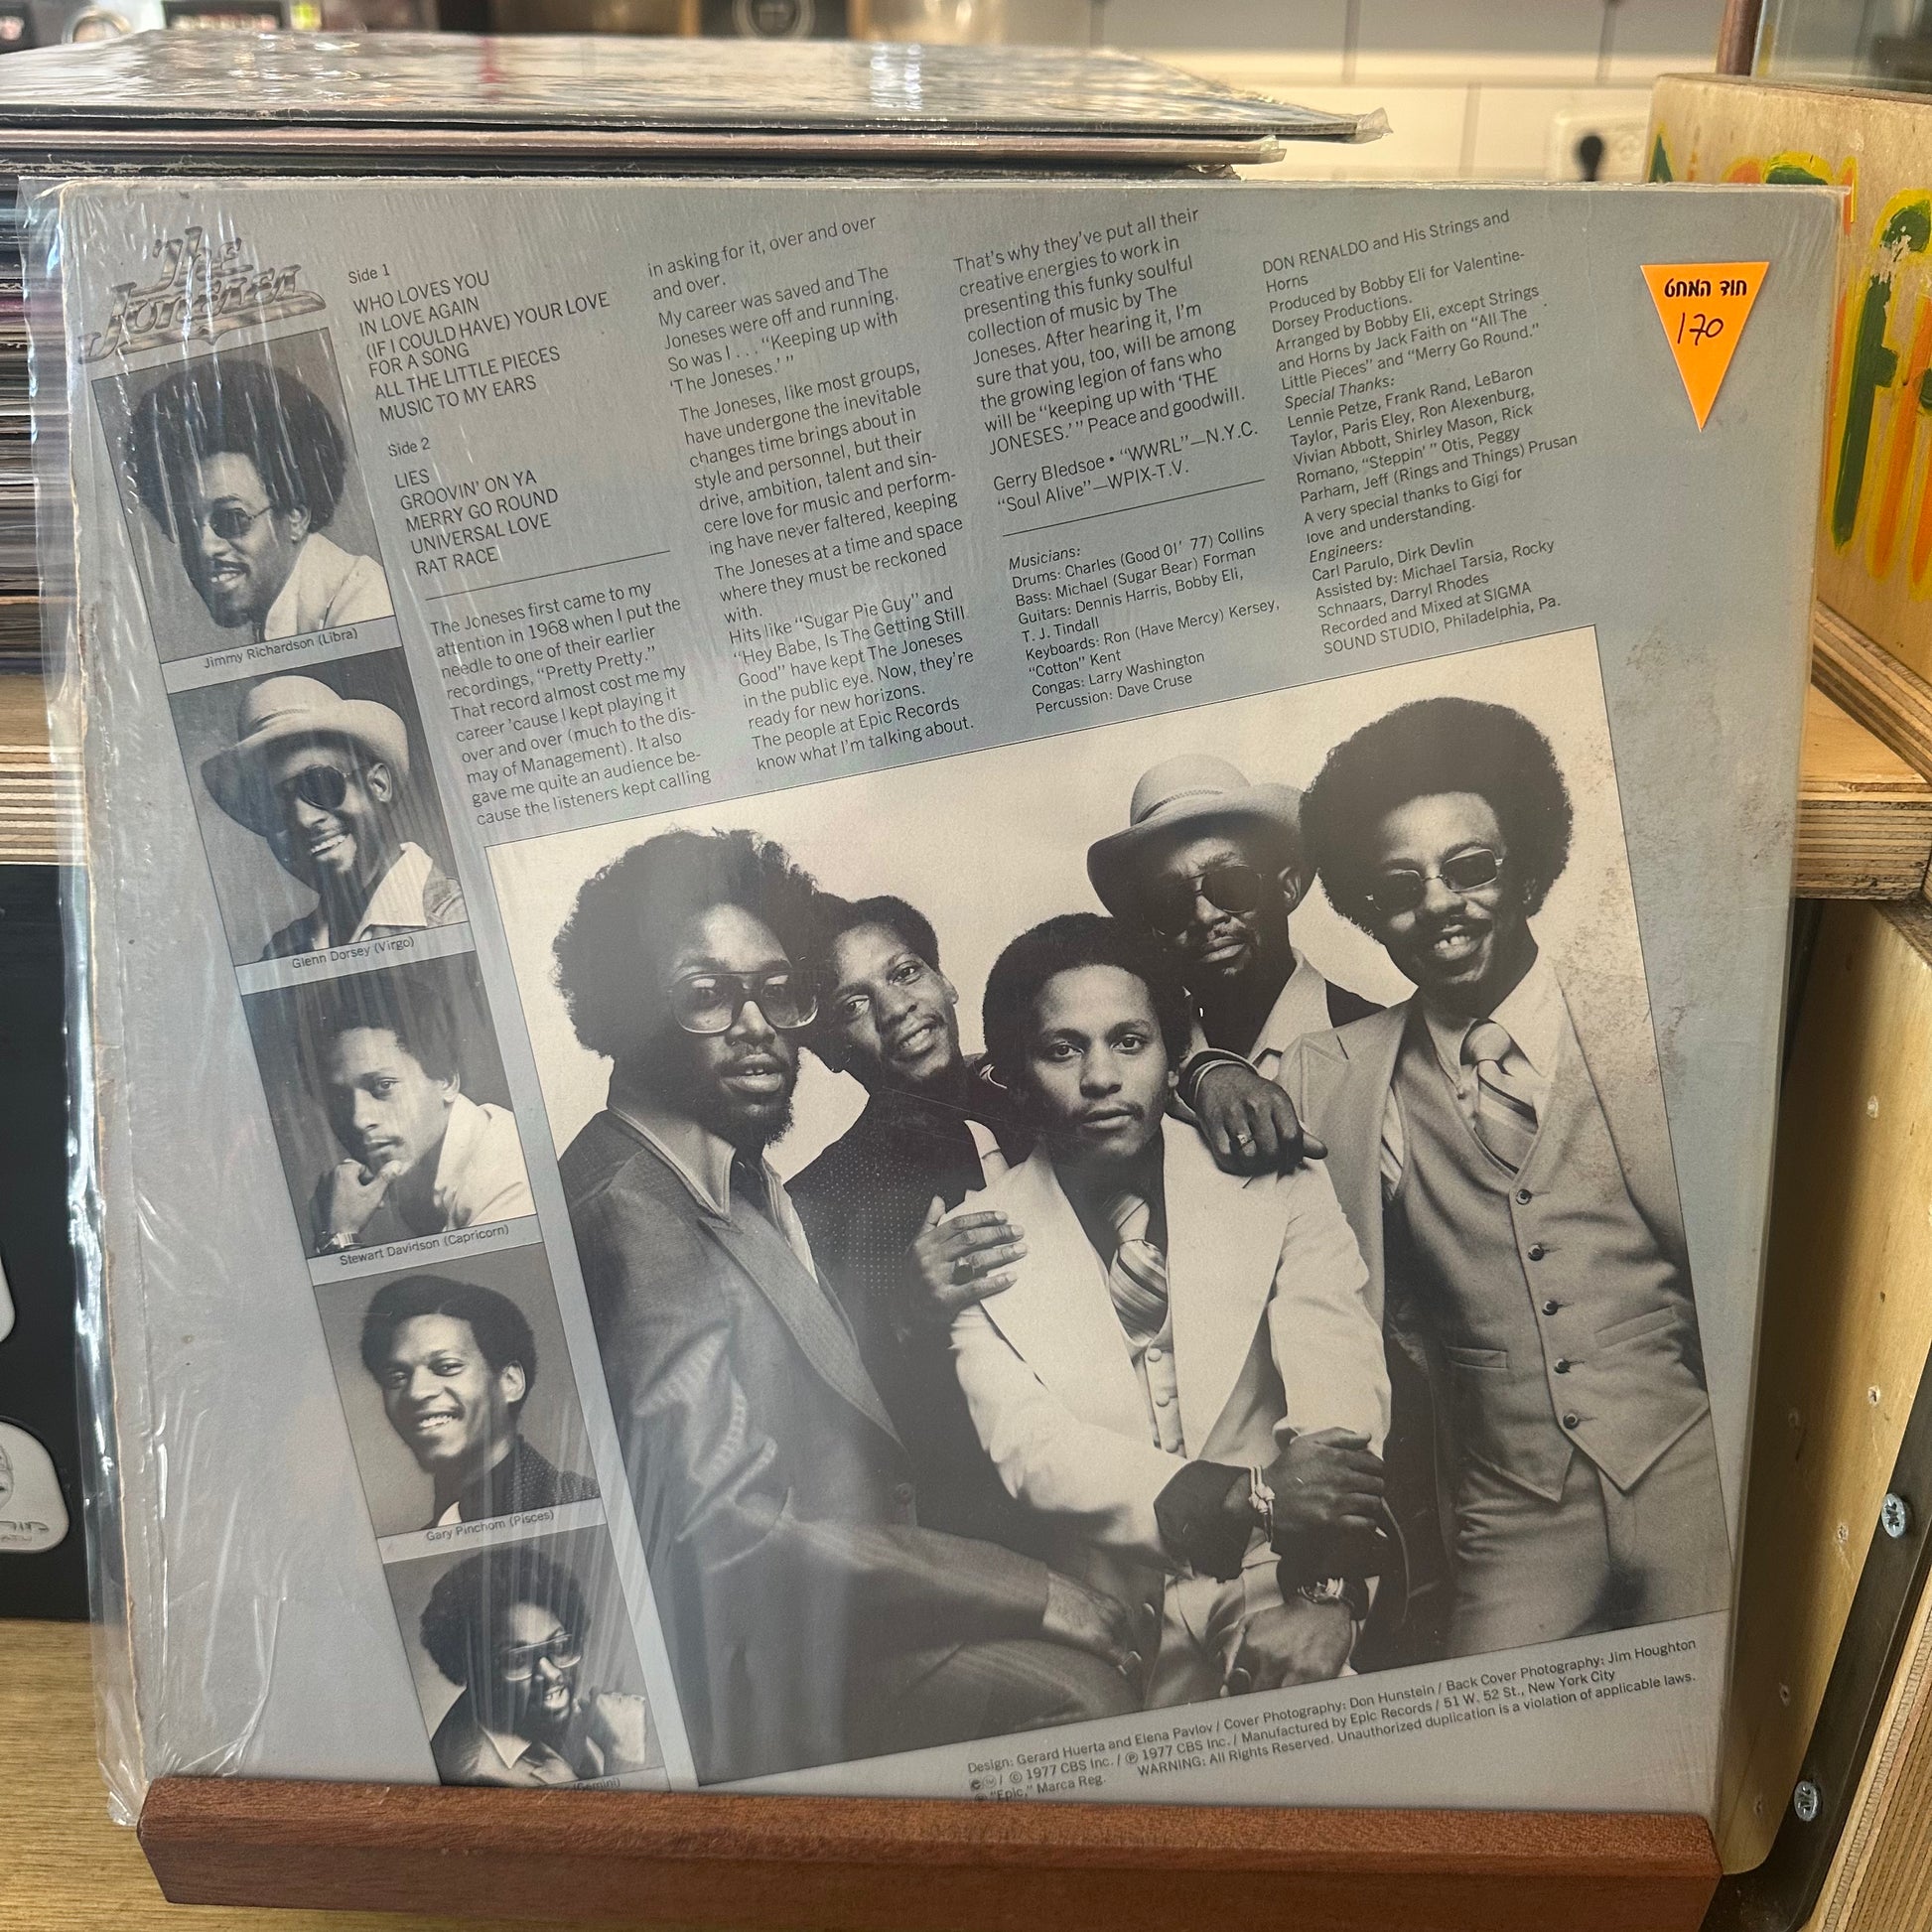 The
Joneses
Side 1
WHO LOVES YOU
IN LOVE AGAIN
(IF I COULD HAVE) YOUR LOVE
FOR A SONG
ALL THE LITTLE PIECES
MUSIC TO MY EARS
Side 2
LIES
GROOVIN' ON YA
MERRY GO ROUND
UNIVERSAL LOVE
RAT RACE
The Joneses first came to my
attention in 1968 when I put the
needle to one of their earlier
recordings, “Pretty Pretty.”
That record almost cost me my
career 'cause I kept playing it
over and over (much to the dis-
may of Management). It also
gave me quite an audience be-
cause the listeners kept calling
in asking for it, over and over
and over.
My career was saved and The
Joneses were off and running.
So was I . . . “Keeping up with
‘The Joneses.’ ”
The Joneses, like most groups,
have undergone the inevitable
changes time brings about in
style and personnel, but their
drive, ambition, talent and sin-
cere love for music and perform-
ing have never faltered, keeping
The Joneses at a time and space
where they must be reckoned
with.
Hits like “Sugar Pie Guy” and
“Hey Babe, Is The Getting Still
Good” have kept The Joneses
in the public eye. Now, they're
ready for new horizons.
The people at Epic Records
know what I'm talking about.
That's why they've put all their
creative energies to work in
presenting this funky soulful
collection of music by The
Joneses. After hearing it, I'm
sure that you, too, will be among
the growing legion of fans who
will be “keeping up with ‘THE
JONESES.’ ” Peace and goodwill.
Gerry Bledsoe • “WWRL”—N.Y.C.
“Soul Alive”—WPIX-T.V.
Musicians:
Drums: Charles (Good Ol' 77) Collins
Bass: Michael (Sugar Bear) Forman
Guitars: Dennis Harris, Bobby Eli,
T. J. Tindall
Keyboards: Ron (Have Mercy) Kersey,
“Cotton” Kent
Congas: Larry Washington
Percussion: Dave Cruse
DON RENALDO and His Strings and
Horns
Produced by Bobby Eli for Valentine-
Dorsey Productions.
Arranged by Bobby Eli, except Strings
and Horns by Jack Faith on “All The
Little Pieces” and “Merry Go Round.”
Special Thanks:
Lennie Petze, Frank Rand, LeBaron
Taylor, Paris Eley, Ron Alexenburg,
Vivian Abbott, Shirley Mason, Rick
Romano, “Steppin' ” Otis, Peggy
Parham, Jeff (Rings and Things) Prusan
A very special thanks to Gigi for
love and understanding.
Engineers:
Carl Parulo, Dirk Devlin
Assisted by: Michael Tarsia, Rocky
Schnaars, Darryl Rhodes
Recorded and Mixed at SIGMA
SOUND STUDIO, Philadelphia, Pa.
חוד המחט
170
Jimmy Richardson (Libra)
Glenn Dorsey (Virgo)
Stewart Davidson (Capricorn)
Gary Pinchom (Pisces)
(Gemini)
Design: Gerard Huerta and Elena Pavlov / Cover Photography: Don Hunstein / Back Cover Photography: Jim Houghton
/ © 1977 CBS Inc. / ℗ 1977 CBS Inc. / Manufactured by Epic Records / 51 W. 52 St., New York City
“Epic,” Marca Reg. WARNING: All Rights Reserved. Unauthorized duplication is a violation of applicable laws.